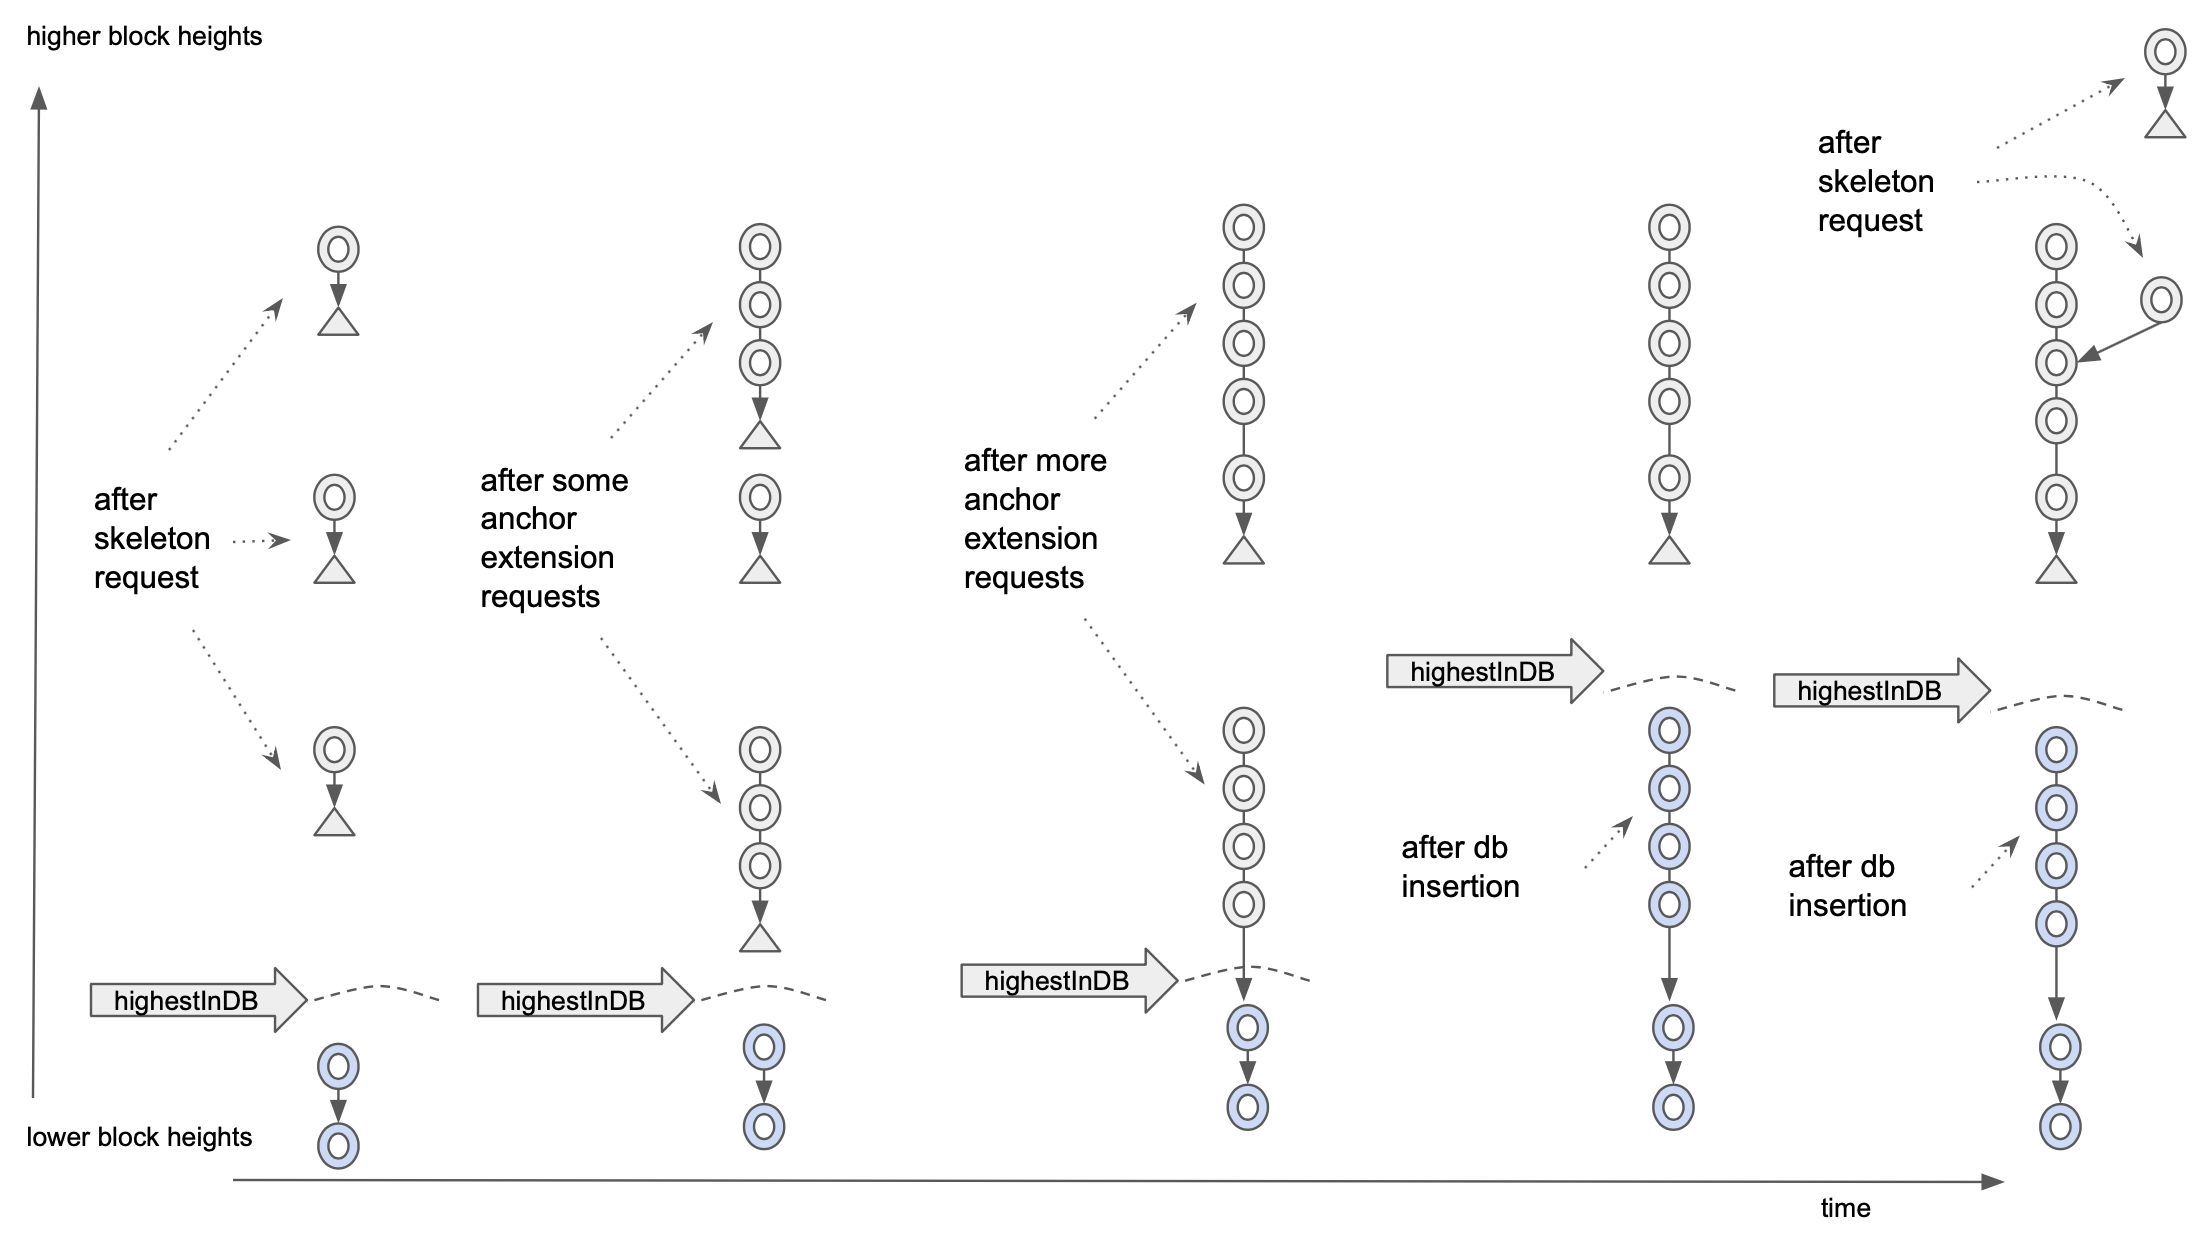 higher block heights
after
skeleton
request
after
skeleton
request
after some
anchor
extension
requests
after more
anchor
extension
requests
highestInDB
highestInDB
after db
insertion
after db
insertion
highestInDB
highestInDB
highestInDB
lower block heights
time